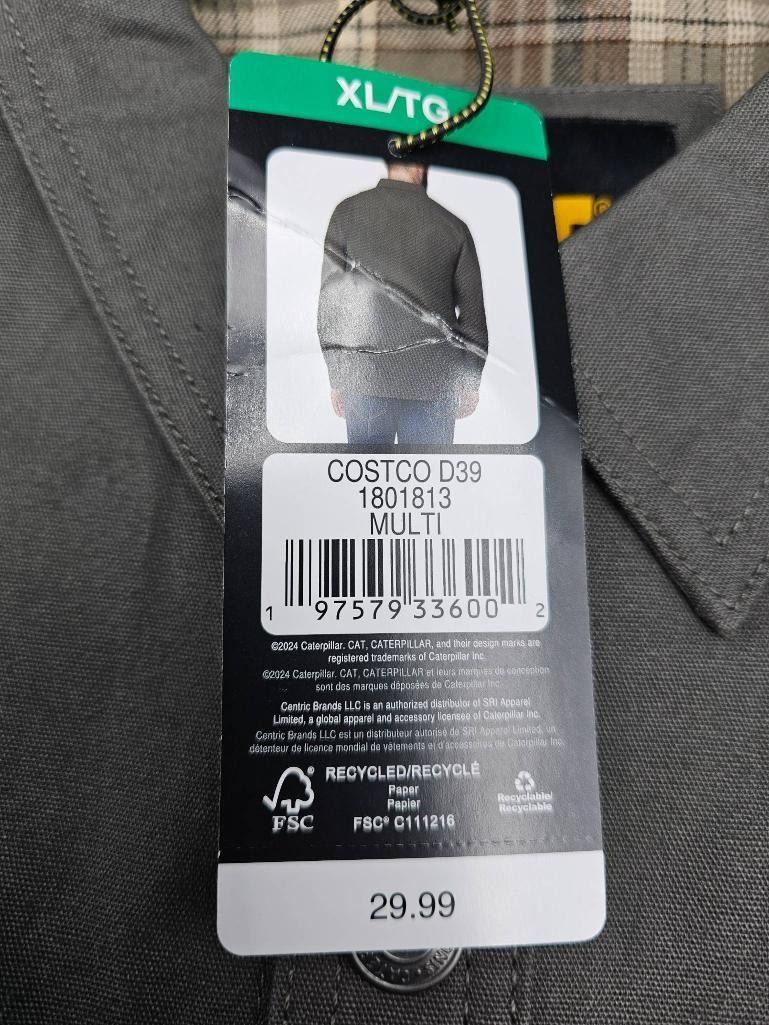 XL/TG
COSTCO D39
1801813
MULTI
1 97579 33600 2
©2024 Caterpillar. CAT, CATERPILLAR, and their design marks are
registered trademarks of Caterpillar Inc.
©2024 Caterpillar. CAT, CATERPILLAR et leurs marques de conception
sont des marques déposées de Caterpillar Inc.
Centric Brands LLC is an authorized distributor of SRI Apparel
Limited, a global apparel and accessory licensee of Caterpillar Inc.
Centric Brands LLC est un distributeur autorisé de SRI Apparel Limited, un
détenteur de licence mondial de vêtements et d'accessoires de Caterpillar Inc.
RECYCLED/RECYCLÉ
Paper
Papier
FSC® C111216
FSC
Recyclable/
Recyclable
29.99